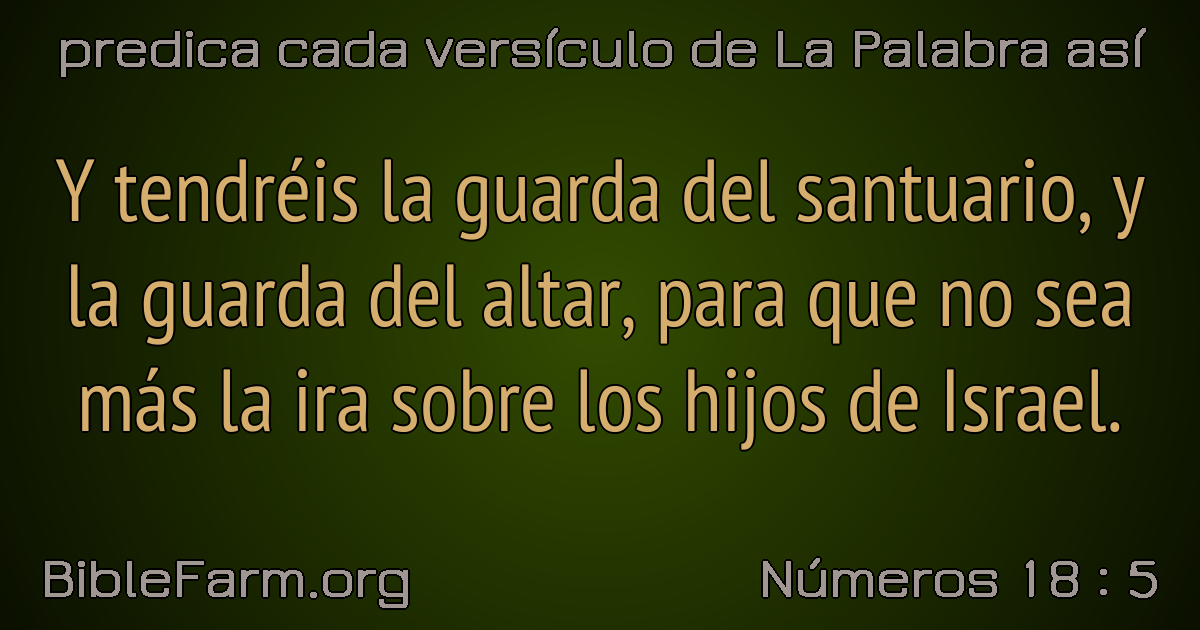 predica cada versículo de La Palabra así
Y tendréis la guarda del santuario, y
la guarda del altar, para que no sea
más la ira sobre los hijos de Israel.
BibleFarm.org
Números 18 : 5